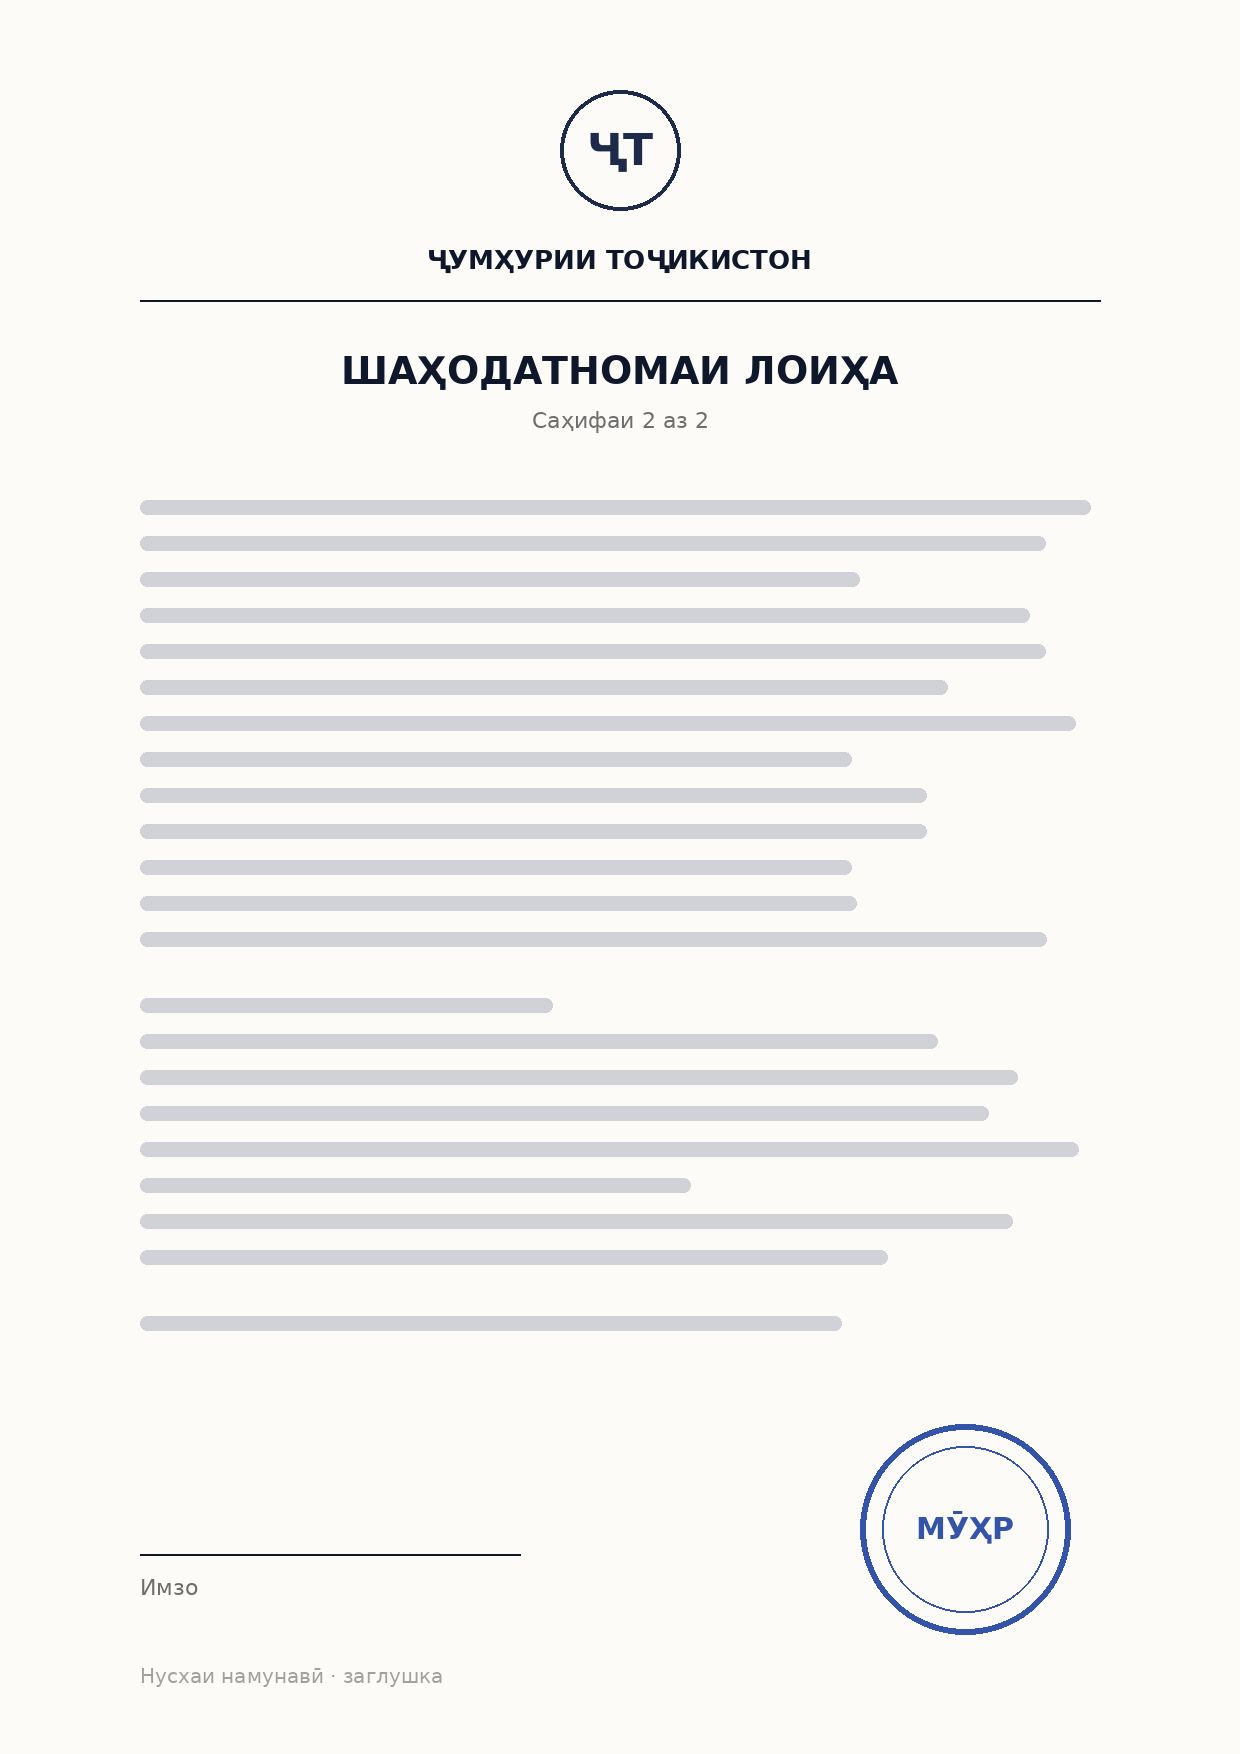 ҶТ
ҶУМҲУРИИ ТОҶИКИСТОН
ШАҲОДАТНОМАИ ЛОИҲА
Саҳифаи 2 аз 2
МӮҲР
Имзо
Нусхаи намунавӣ · заглушка